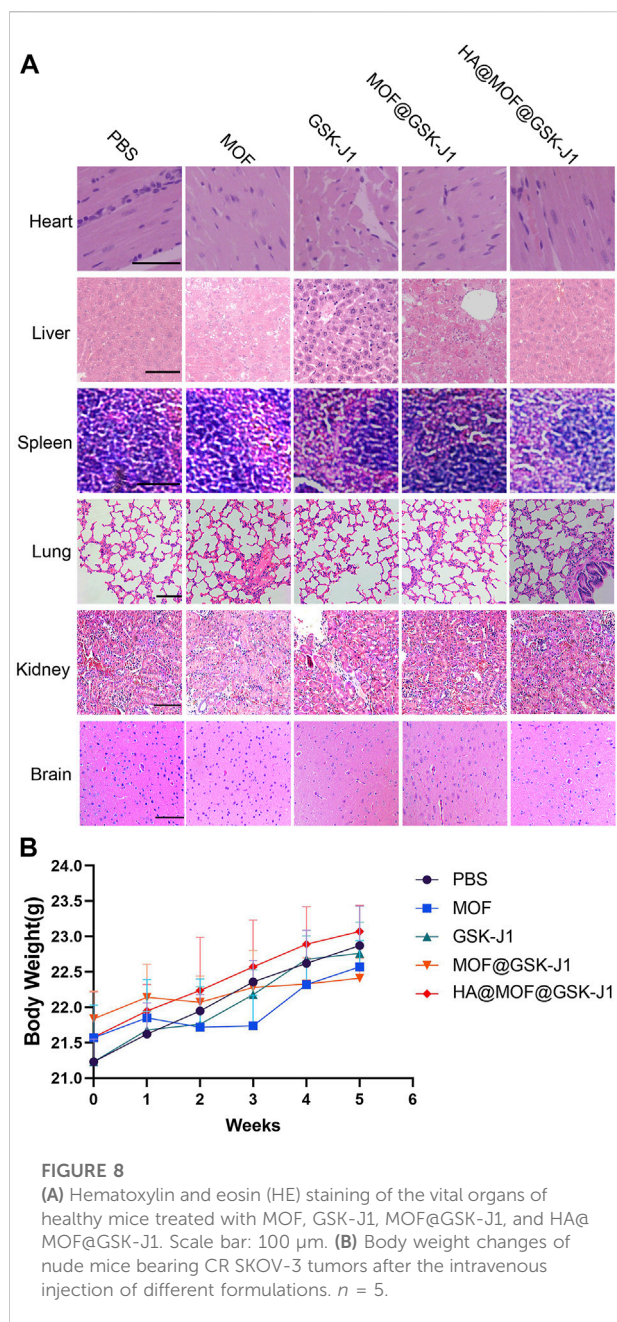 A
PBS
MOF
GSK-J1
MOF@GSK-J1
HA@MOF@GSK-J1
Heart
Liver
Spleen
Lung
Kidney
Brain
B
24.0
23.5
23.0
22.5
22.0
21.5
21.0
Body Weight(g)
0 1 2 3 4 5 6
Weeks
PBS
MOF
GSK-J1
MOF@GSK-J1
HA@MOF@GSK-J1
FIGURE 8
(A) Hematoxylin and eosin (HE) staining of the vital organs of
healthy mice treated with MOF, GSK-J1, MOF@GSK-J1, and HA@
MOF@GSK-J1. Scale bar: 100 µm. (B) Body weight changes of
nude mice bearing CR SKOV-3 tumors after the intravenous
injection of different formulations. n = 5.